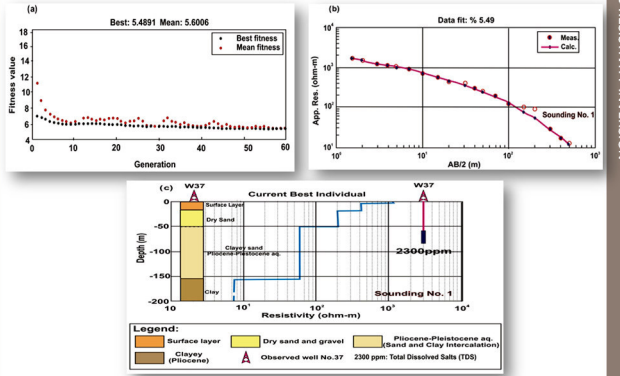 (a)
Best: 5.4891 Mean: 5.6006
Best fitness
Mean fitness
Fitness value
18
16
14
12
10
8
6
4
0 10 20 30 40 50 60
Generation
(b)
Data fit: % 5.49
Meas.
Calc.
App. Res. (ohm-m)
10⁴
10³
10²
10¹
Sounding No. 1
10⁰ 10¹ 10² 10³
AB/2 (m)
(c)
W37
Current Best Individual
W37
Depth (m)
0
-50
-100
-150
-200
Surface Layer
Dry Sand
Clayey sand
Pliocene-Plestocene aq.
Clay
2300ppm
Sounding No. 1
10 10¹ 10² 10³ 10⁴
Resistivity (ohm-m)
Legend:
Surface layer
Dry sand and gravel
Pliocene-Pleistocene aq.
(Sand and Clay Intercalation)
Clayey
(Pliocene)
Observed well No.37
2300 ppm: Total Dissolved Salts (TDS)